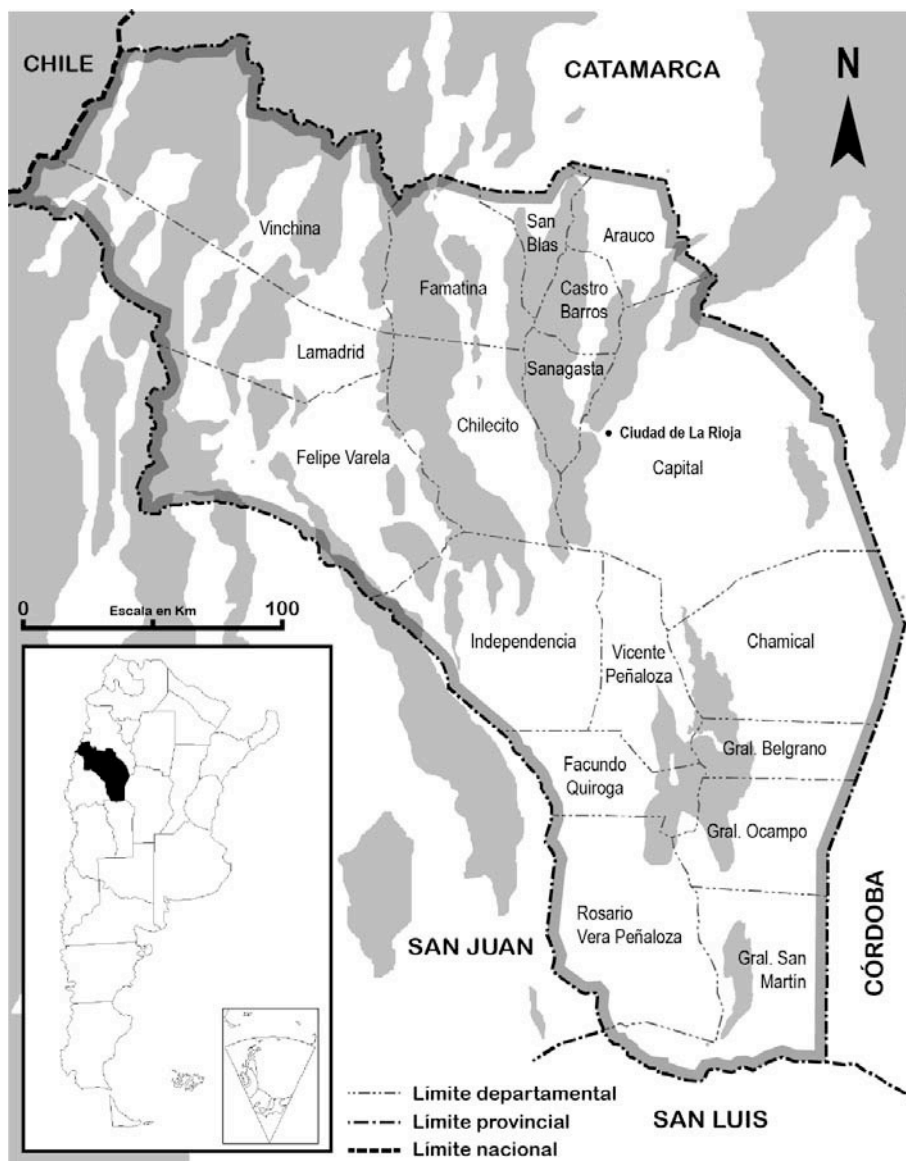 CHILE
CATAMARCA
N
Vinchina
San
Blas
Arauco
Famatina
Castro
Barros
Lamadrid
Sanagasta
Chilecito
Ciudad de La Rioja
Felipe Varela
Capital
0
Escala en Km
100
Independencia
Vicente
Peñaloza
Chamical
Gral. Belgrano
Facundo
Quiroga
Gral. Ocampo
Rosario
Vera Peñaloza
SAN JUAN
Gral. San
Martín
CÓRDOBA
Límite departamental
Límite provincial
SAN LUIS
Límite nacional